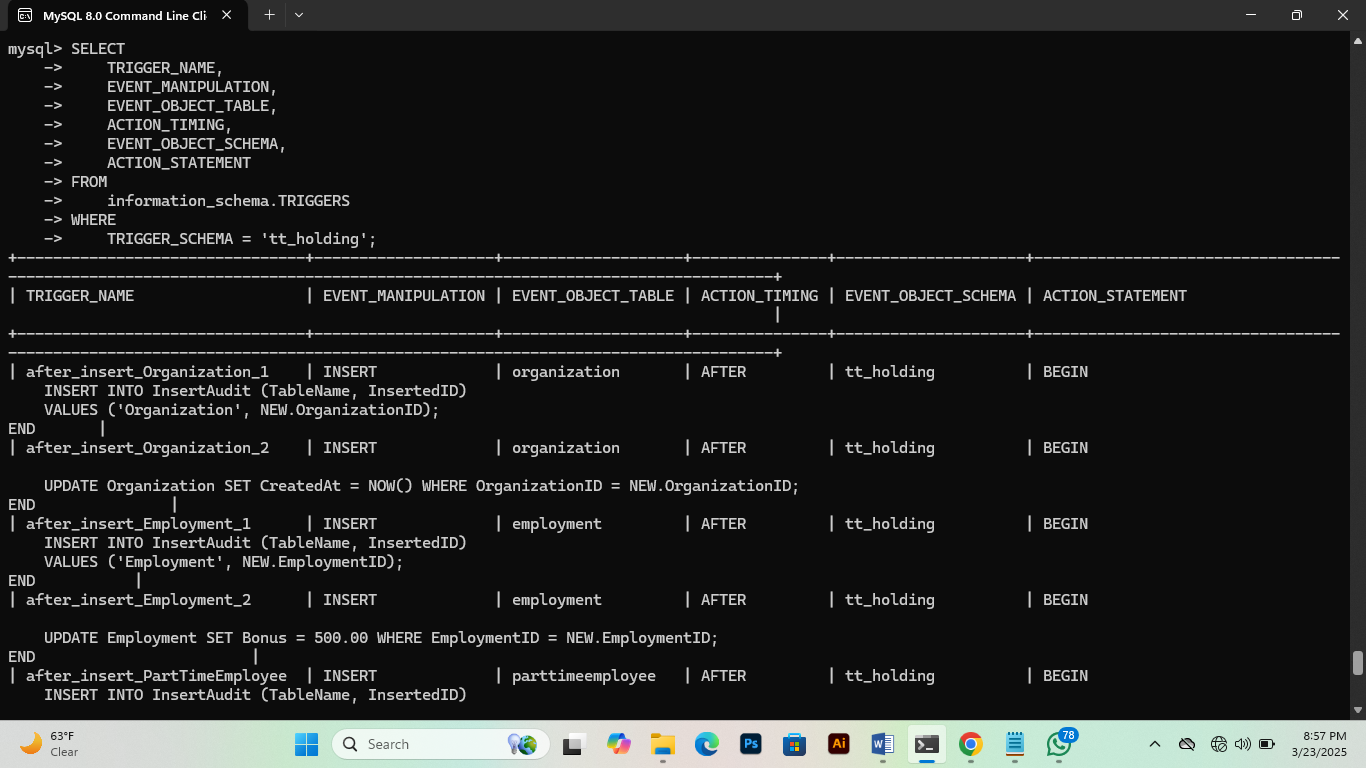 MySQL 8.0 Command Line Cli
mysql> SELECT
    ->     TRIGGER_NAME,
    ->     EVENT_MANIPULATION,
    ->     EVENT_OBJECT_TABLE,
    ->     ACTION_TIMING,
    ->     EVENT_OBJECT_SCHEMA,
    ->     ACTION_STATEMENT
    -> FROM
    ->     information_schema.TRIGGERS
    -> WHERE
    ->     TRIGGER_SCHEMA = 'tt_holding';
| TRIGGER_NAME                   | EVENT_MANIPULATION | EVENT_OBJECT_TABLE | ACTION_TIMING | EVENT_OBJECT_SCHEMA | ACTION_STATEMENT
|
| after_insert_Organization_1    | INSERT             | organization       | AFTER         | tt_holding          | BEGIN
    INSERT INTO InsertAudit (TableName, InsertedID)
    VALUES ('Organization', NEW.OrganizationID);
END       |
| after_insert_Organization_2    | INSERT             | organization       | AFTER         | tt_holding          | BEGIN
    UPDATE Organization SET CreatedAt = NOW() WHERE OrganizationID = NEW.OrganizationID;
END               |
| after_insert_Employment_1      | INSERT             | employment         | AFTER         | tt_holding          | BEGIN
    INSERT INTO InsertAudit (TableName, InsertedID)
    VALUES ('Employment', NEW.EmploymentID);
END           |
| after_insert_Employment_2      | INSERT             | employment         | AFTER         | tt_holding          | BEGIN
    UPDATE Employment SET Bonus = 500.00 WHERE EmploymentID = NEW.EmploymentID;
END                        |
| after_insert_PartTimeEmployee  | INSERT             | parttimeemployee   | AFTER         | tt_holding          | BEGIN
    INSERT INTO InsertAudit (TableName, InsertedID)
63°F
Clear
Search
Ps
Ai
W
78
8:57 PM
3/23/2025